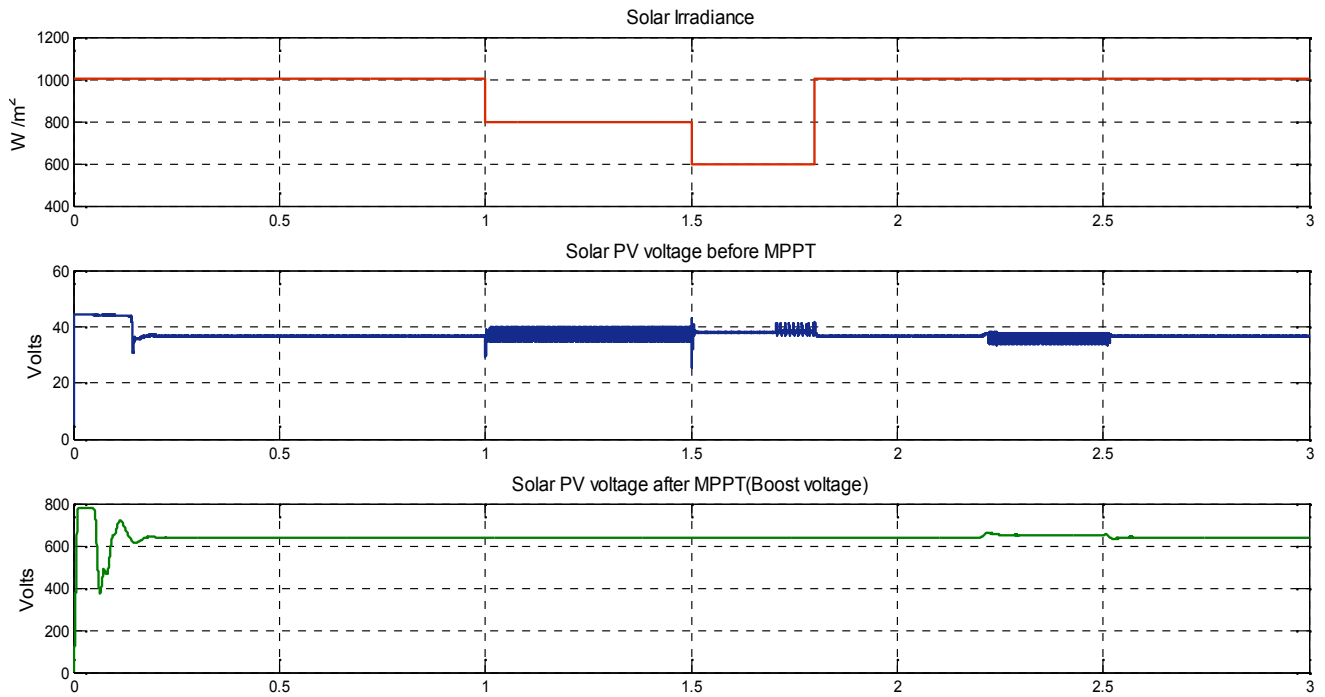 Solar Irradiance
1200
1000
800
600
400
W /m²
0 0.5 1 1.5 2 2.5 3
Solar PV voltage before MPPT
60
40
20
0
Volts
0 0.5 1 1.5 2 2.5 3
Solar PV voltage after MPPT(Boost voltage)
800
600
400
200
0
Volts
0 0.5 1 1.5 2 2.5 3